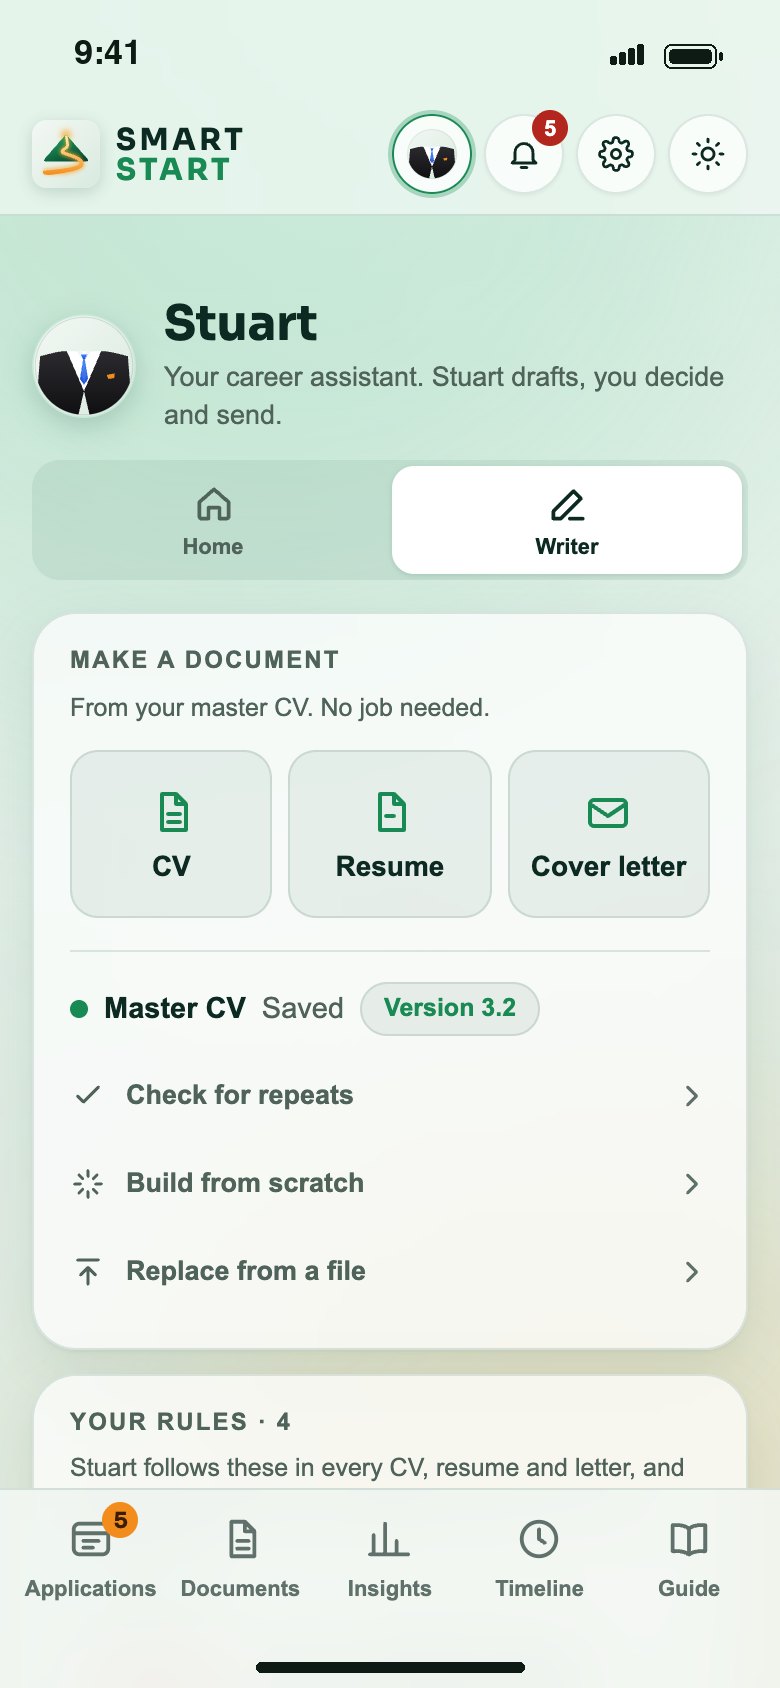 9:41
SMART
START
5
Stuart
Your career assistant. Stuart drafts, you decide
and send.
Home
Writer
MAKE A DOCUMENT
From your master CV. No job needed.
CV
Resume
Cover letter
Master CV Saved Version 3.2
Check for repeats
Build from scratch
Replace from a file
YOUR RULES · 4
Stuart follows these in every CV, resume and letter, and
5
Applications
Documents
Insights
Timeline
Guide